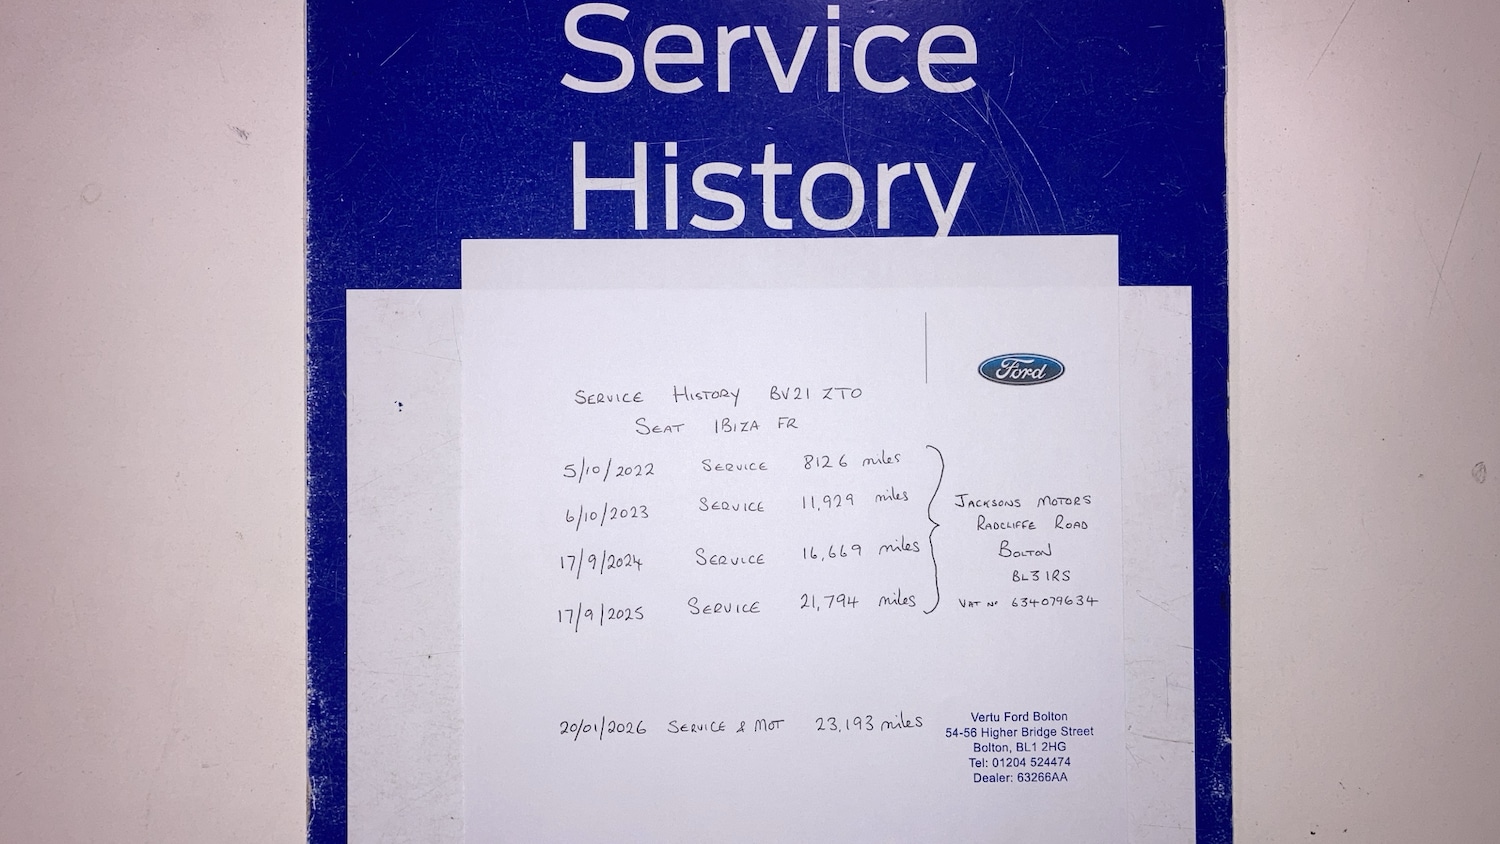 Service
History
Ford
SERVICE HISTORY BV21 ZTO
SEAT IBIZA FR
5/10/2022 SERVICE 8126 miles
6/10/2023 SERVICE 11,929 miles
17/9/2024 SERVICE 16,669 miles
17/9/2025 SERVICE 21,794 miles
JACKSONS MOTORS
RADCLIFFE ROAD
BOLTON
BL3 1RS
VAT No 634079634
20/01/2026 SERVICE & MOT 23,193 miles
Vertu Ford Bolton
54-56 Higher Bridge Street
Bolton, BL1 2HG
Tel: 01204 524474
Dealer: 63266AA